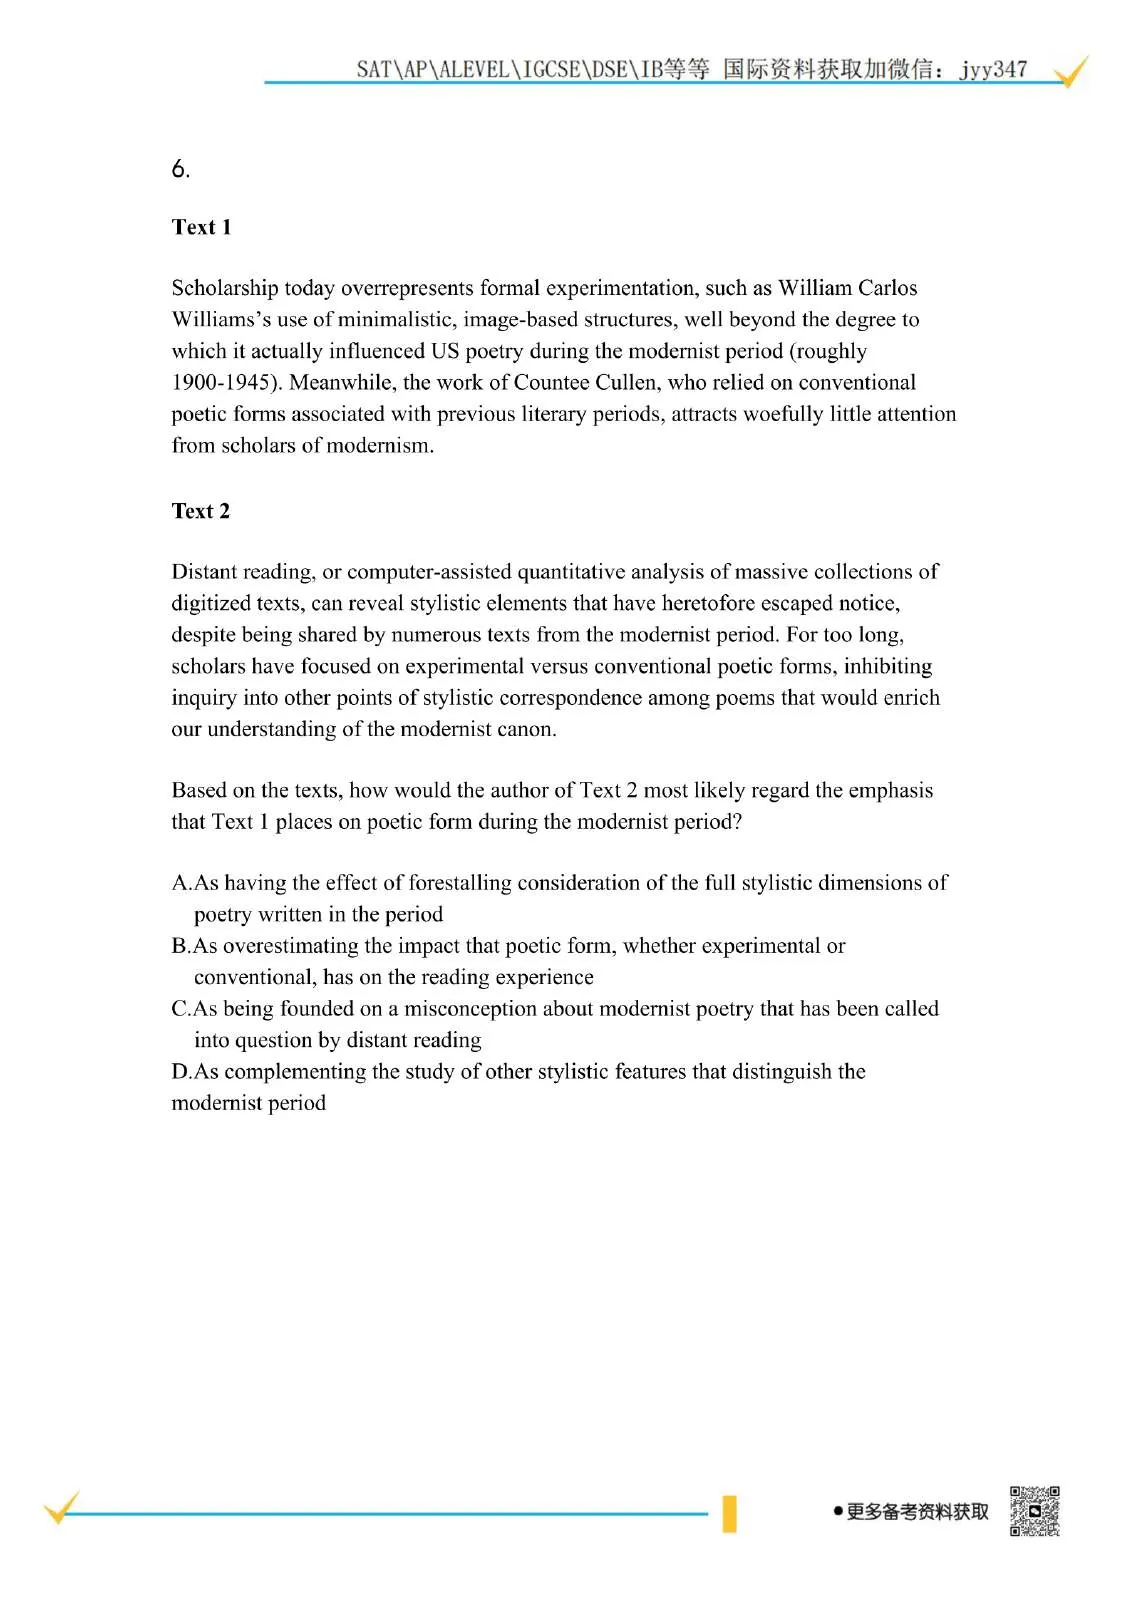 SAT\AP\ALEVEL\IGCSE\DSE\IB等等 国际资料获取加微信：jyy347
6.
Text 1
Scholarship today overrepresents formal experimentation, such as William Carlos
Williams’s use of minimalistic, image-based structures, well beyond the degree to
which it actually influenced US poetry during the modernist period (roughly
1900-1945). Meanwhile, the work of Countee Cullen, who relied on conventional
poetic forms associated with previous literary periods, attracts woefully little attention
from scholars of modernism.
Text 2
Distant reading, or computer-assisted quantitative analysis of massive collections of
digitized texts, can reveal stylistic elements that have heretofore escaped notice,
despite being shared by numerous texts from the modernist period. For too long,
scholars have focused on experimental versus conventional poetic forms, inhibiting
inquiry into other points of stylistic correspondence among poems that would enrich
our understanding of the modernist canon.
Based on the texts, how would the author of Text 2 most likely regard the emphasis
that Text 1 places on poetic form during the modernist period?
A.As having the effect of forestalling consideration of the full stylistic dimensions of
poetry written in the period
B.As overestimating the impact that poetic form, whether experimental or
conventional, has on the reading experience
C.As being founded on a misconception about modernist poetry that has been called
into question by distant reading
D.As complementing the study of other stylistic features that distinguish the
modernist period
●更多备考资料获取